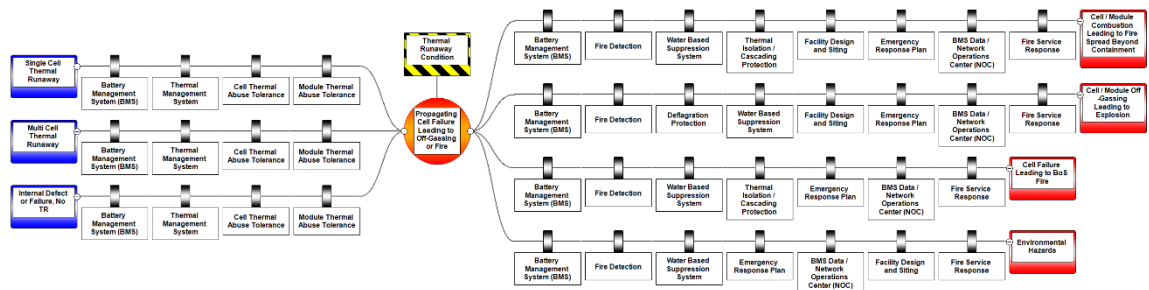 Single Cell
Thermal
Runaway
Battery
Management
System (BMS)
Thermal
Management
System
Cell Thermal
Abuse Tolerance
Module Thermal
Abuse Tolerance
Multi Cell
Thermal
Runaway
Battery
Management
System (BMS)
Thermal
Management
System
Cell Thermal
Abuse Tolerance
Module Thermal
Abuse Tolerance
Internal Defect
or Failure, No
TR
Battery
Management
System (BMS)
Thermal
Management
System
Cell Thermal
Abuse Tolerance
Module Thermal
Abuse Tolerance
Thermal
Runaway
Condition
Propagating
Cell Failure
Leading to
Off-Gassing
or Fire
Battery
Management
System (BMS)
Fire Detection
Water Based
Suppression
System
Thermal
Isolation /
Cascading
Protection
Facility Design
and Siting
Emergency
Response Plan
BMS Data /
Network
Operations
Center (NOC)
Fire Service
Response
Cell / Module
Combustion
Leading to Fire
Spread Beyond
Containment
Battery
Management
System (BMS)
Fire Detection
Deflagration
Protection
Water Based
Suppression
System
Facility Design
and Siting
Emergency
Response Plan
BMS Data /
Network
Operations
Center (NOC)
Fire Service
Response
Cell / Module Off
-Gassing
Leading to
Explosion
Battery
Management
System (BMS)
Fire Detection
Water Based
Suppression
System
Thermal
Isolation /
Cascading
Protection
Emergency
Response Plan
BMS Data /
Network
Operations
Center (NOC)
Fire Service
Response
Cell Failure
Leading to BoS
Fire
Battery
Management
System (BMS)
Fire Detection
Water Based
Suppression
System
Emergency
Response Plan
BMS Data /
Network
Operations
Center (NOC)
Facility Design
and Siting
Fire Service
Response
Environmental
Hazards